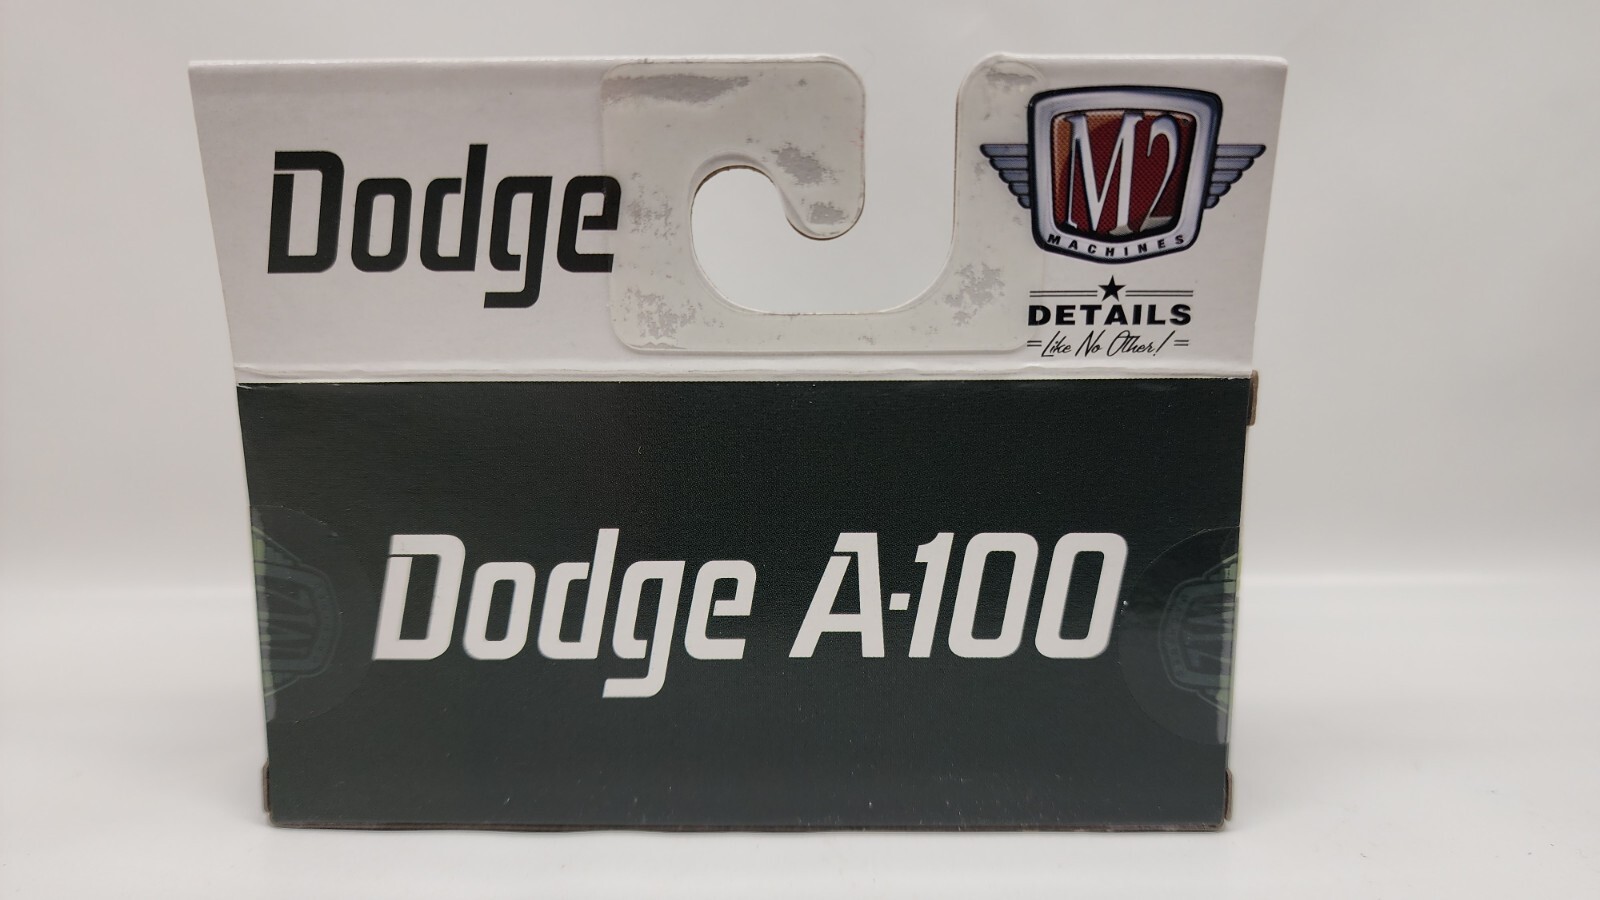 Dodge
M2
MACHINES
DETAILS
Like No Other!
Dodge A-100